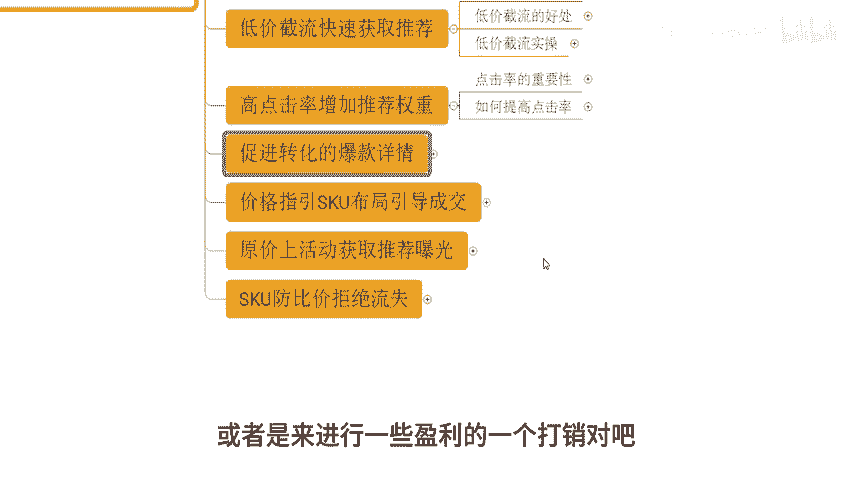 低价截流快速获取推荐
低价截流的好处
低价截流实操
高点击率增加推荐权重
点击率的重要性
如何提高点击率
促进转化的爆款详情
价格指引SKU布局引导成交
原价上活动获取推荐曝光
SKU防比价拒绝流失
或者是来进行一些盈利的一个打销对吧